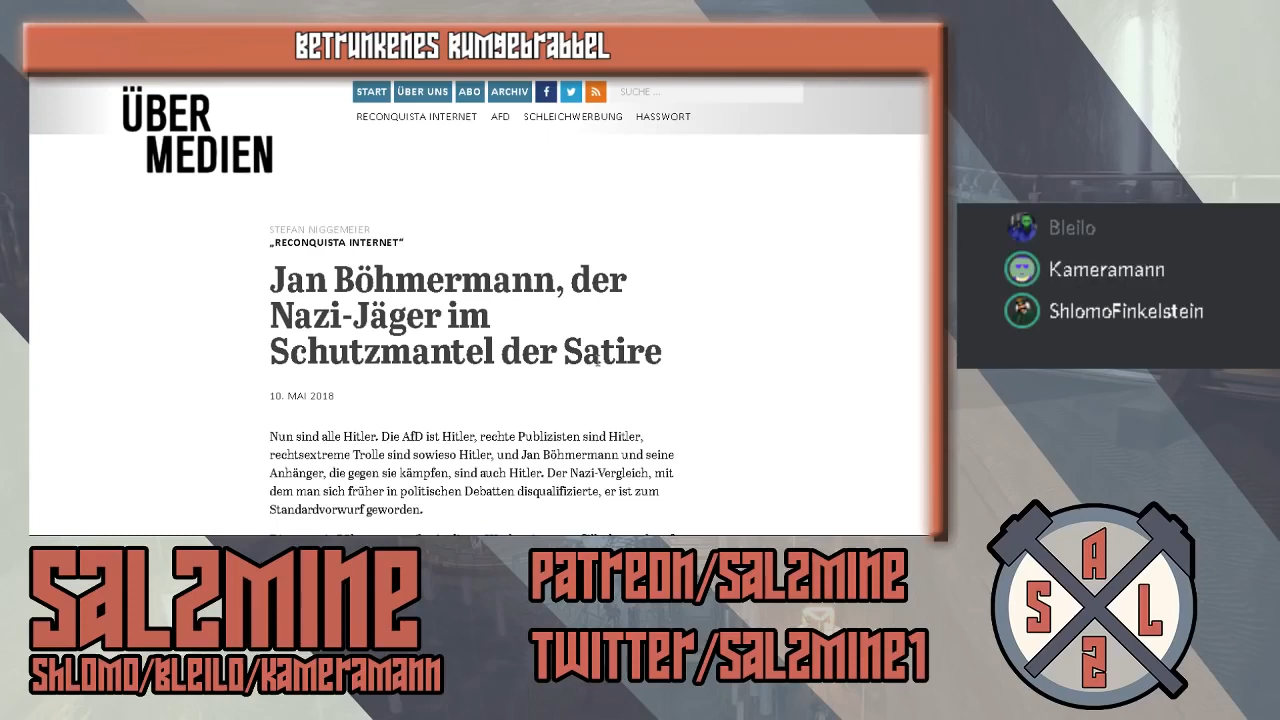 Betrunkenes Rumgebrabbel
ÜBER
MEDIEN
START ÜBER UNS ABO ARCHIV SUCHE ...
RECONQUISTA INTERNET AFD SCHLEICHWERBUNG HASSWORT
STEFAN NIGGEMEIER
„RECONQUISTA INTERNET“
Jan Böhmermann, der
Nazi-Jäger im
Schutzmantel der Satire
10. MAI 2018
Nun sind alle Hitler. Die AfD ist Hitler, rechte Publizisten sind Hitler,
rechtsextreme Trolle sind sowieso Hitler, und Jan Böhmermann und seine
Anhänger, die gegen sie kämpfen, sind auch Hitler. Der Nazi-Vergleich, mit
dem man sich früher in politischen Debatten disqualifizierte, er ist zum
Standardvorwurf geworden.
Bleilo
Kameramann
ShlomoFinkelstein
Salzmine
Shlomo/Bleilo/Kameramann
Patreon/Salzmine
Twitter/Salzmine1
S A L Z